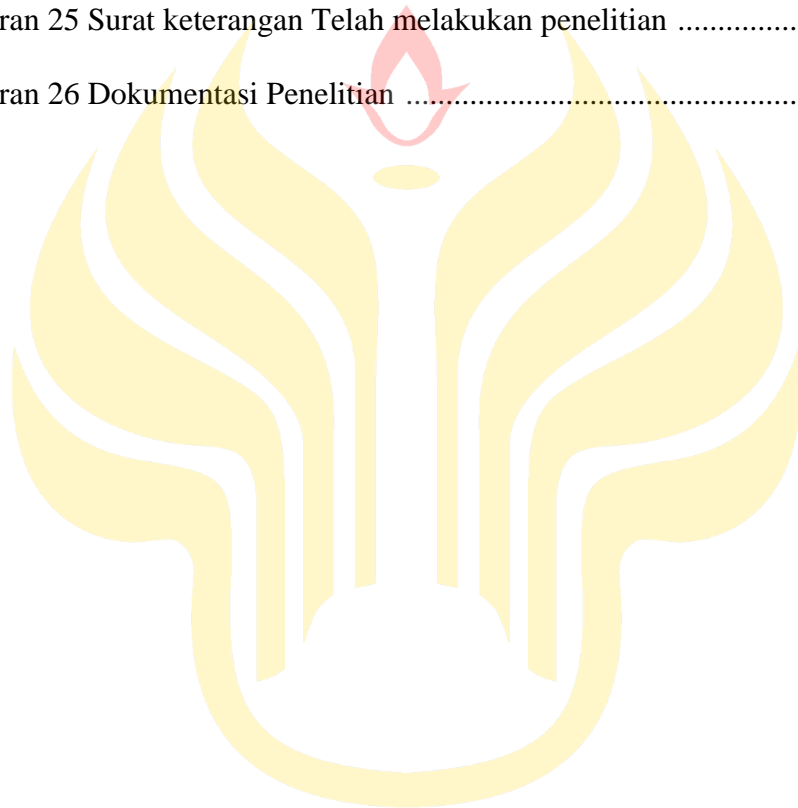 ran 25 Surat keterangan Telah melakukan penelitian ...............
ran 26 Dokumentasi Penelitian .................................................